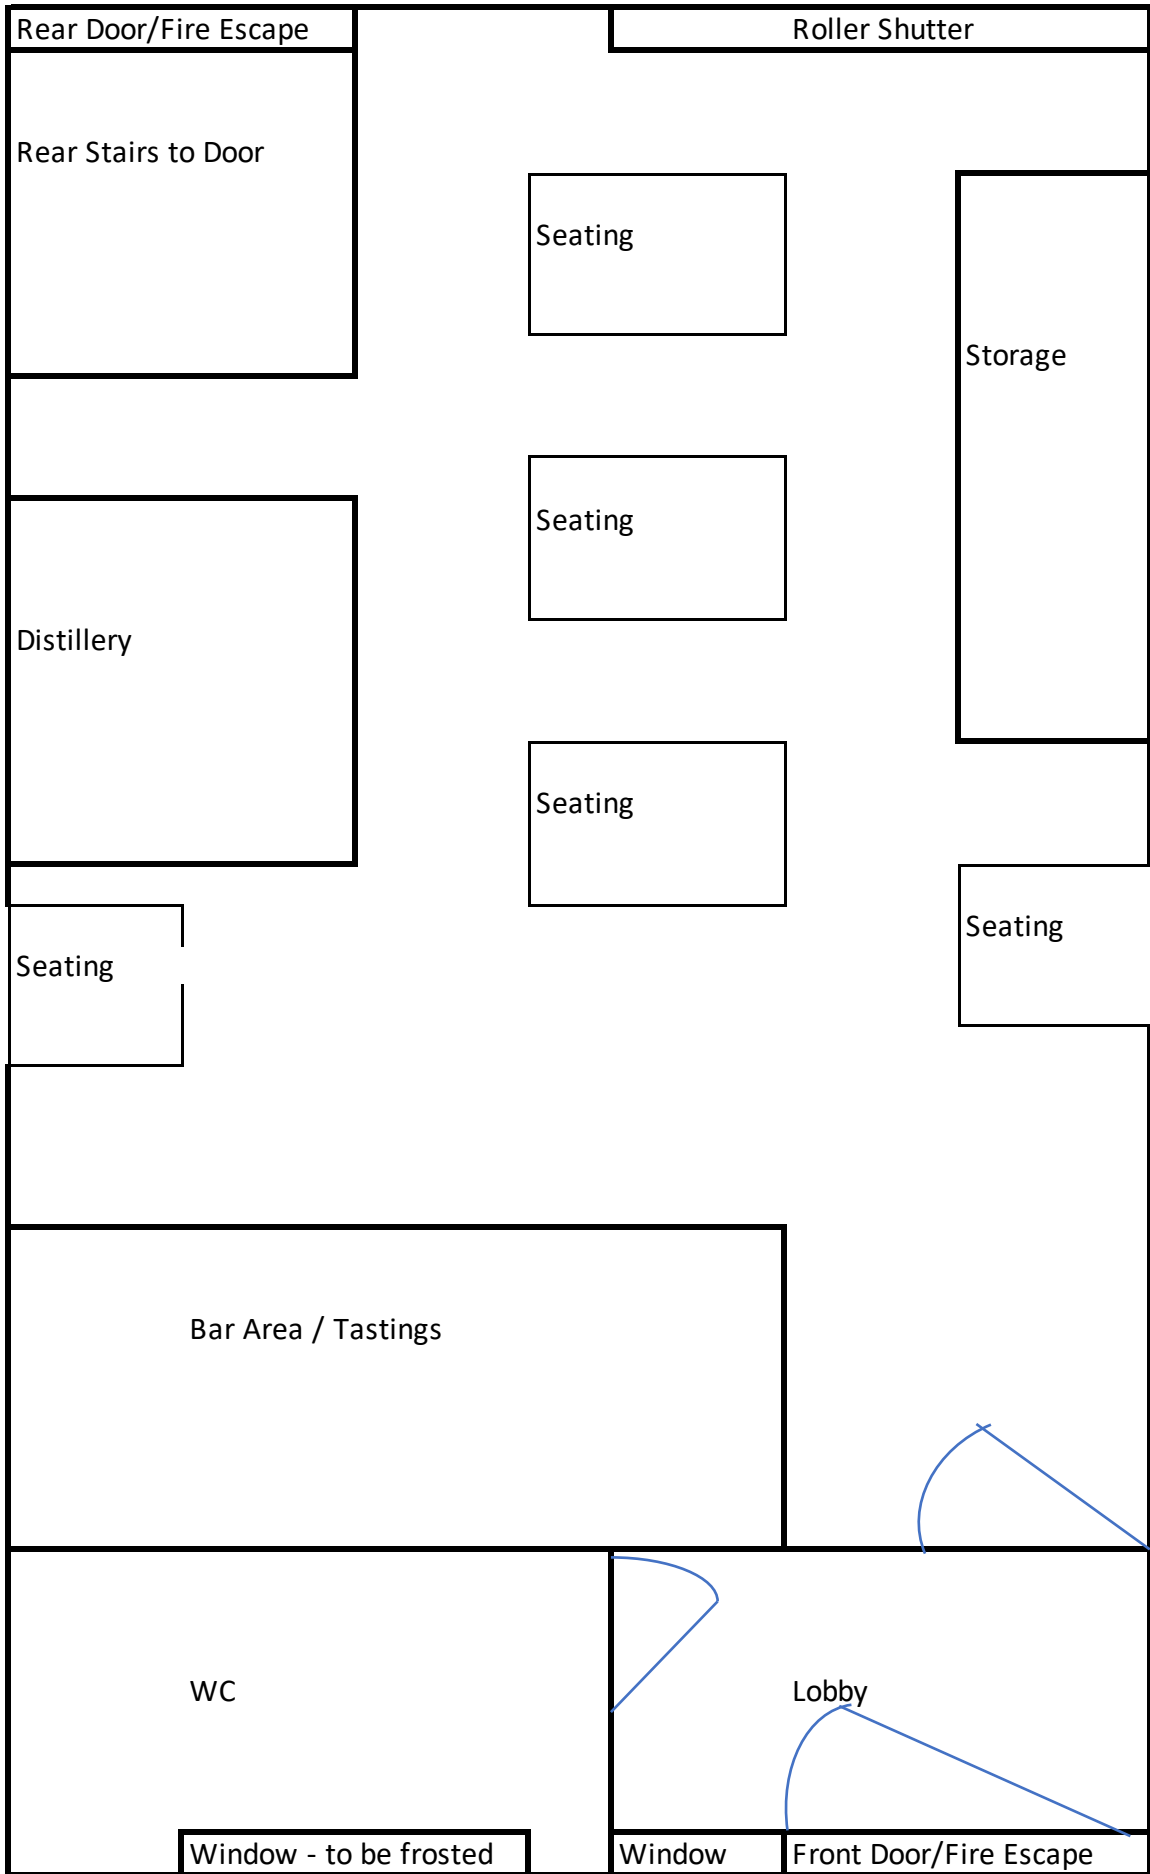 Rear Door/Fire Escape
Roller Shutter
Rear Stairs to Door
Seating
Storage
Seating
Distillery
Seating
Seating
Seating
Bar Area / Tastings
WC
Lobby
Window - to be frosted
Window
Front Door/Fire Escape